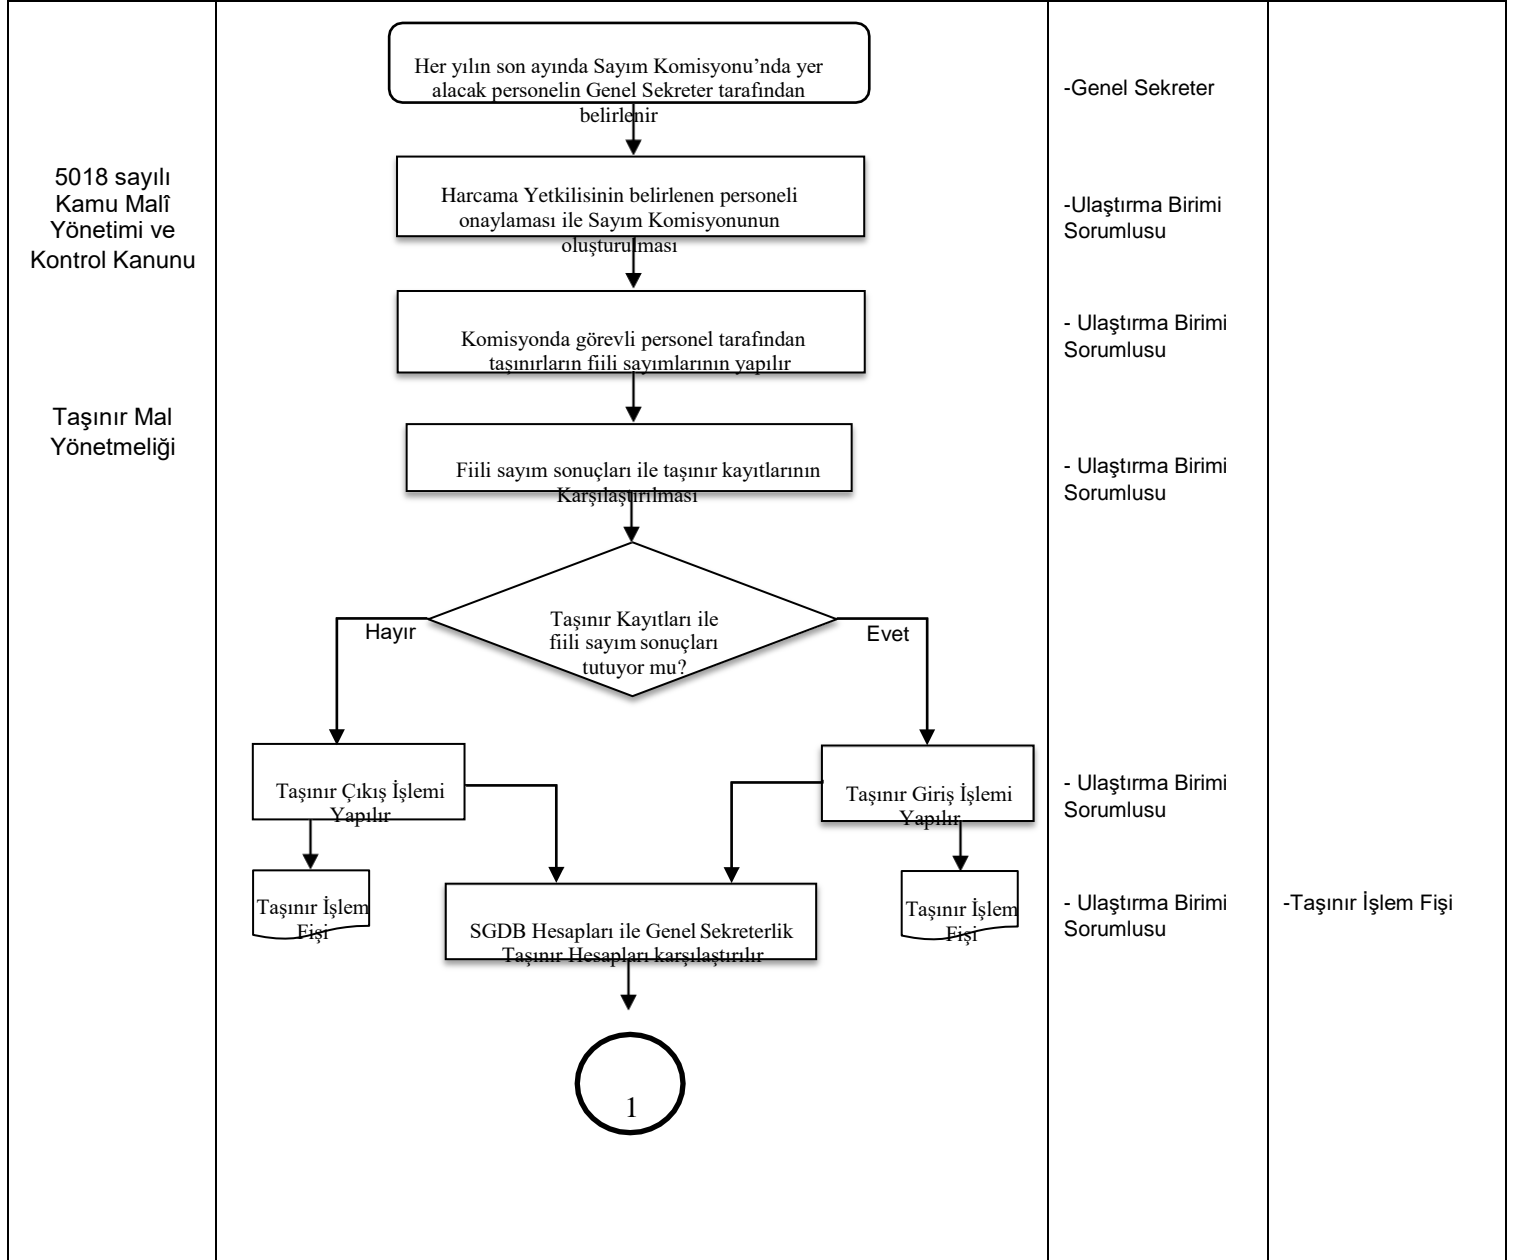 Her yılın son ayında Sayım Komisyonu’nda yer
alacak personelin Genel Sekreter tarafından
belirlenir
-Genel Sekreter
5018 sayılı
Kamu Malî
Yönetimi ve
Kontrol Kanunu
Harcama Yetkilisinin belirlenen personeli
onaylaması ile Sayım Komisyonunun
oluşturulması
-Ulaştırma Birimi
Sorumlusu
Komisyonda görevli personel tarafından
taşınırların fiili sayımlarının yapılır
- Ulaştırma Birimi
Sorumlusu
Taşınır Mal
Yönetmeliği
Fiili sayım sonuçları ile taşınır kayıtlarının
Karşılaştırılması
- Ulaştırma Birimi
Sorumlusu
Taşınır Kayıtları ile
fiili sayım sonuçları
tutuyor mu?
Hayır
Evet
Taşınır Çıkış İşlemi
Yapılır
Taşınır Giriş İşlemi
Yapılır
- Ulaştırma Birimi
Sorumlusu
Taşınır İşlem
Fişi
SGDB Hesapları ile Genel Sekreterlik
Taşınır Hesapları karşılaştırılır
Taşınır İşlem
Fişi
- Ulaştırma Birimi
Sorumlusu
-Taşınır İşlem Fişi
1